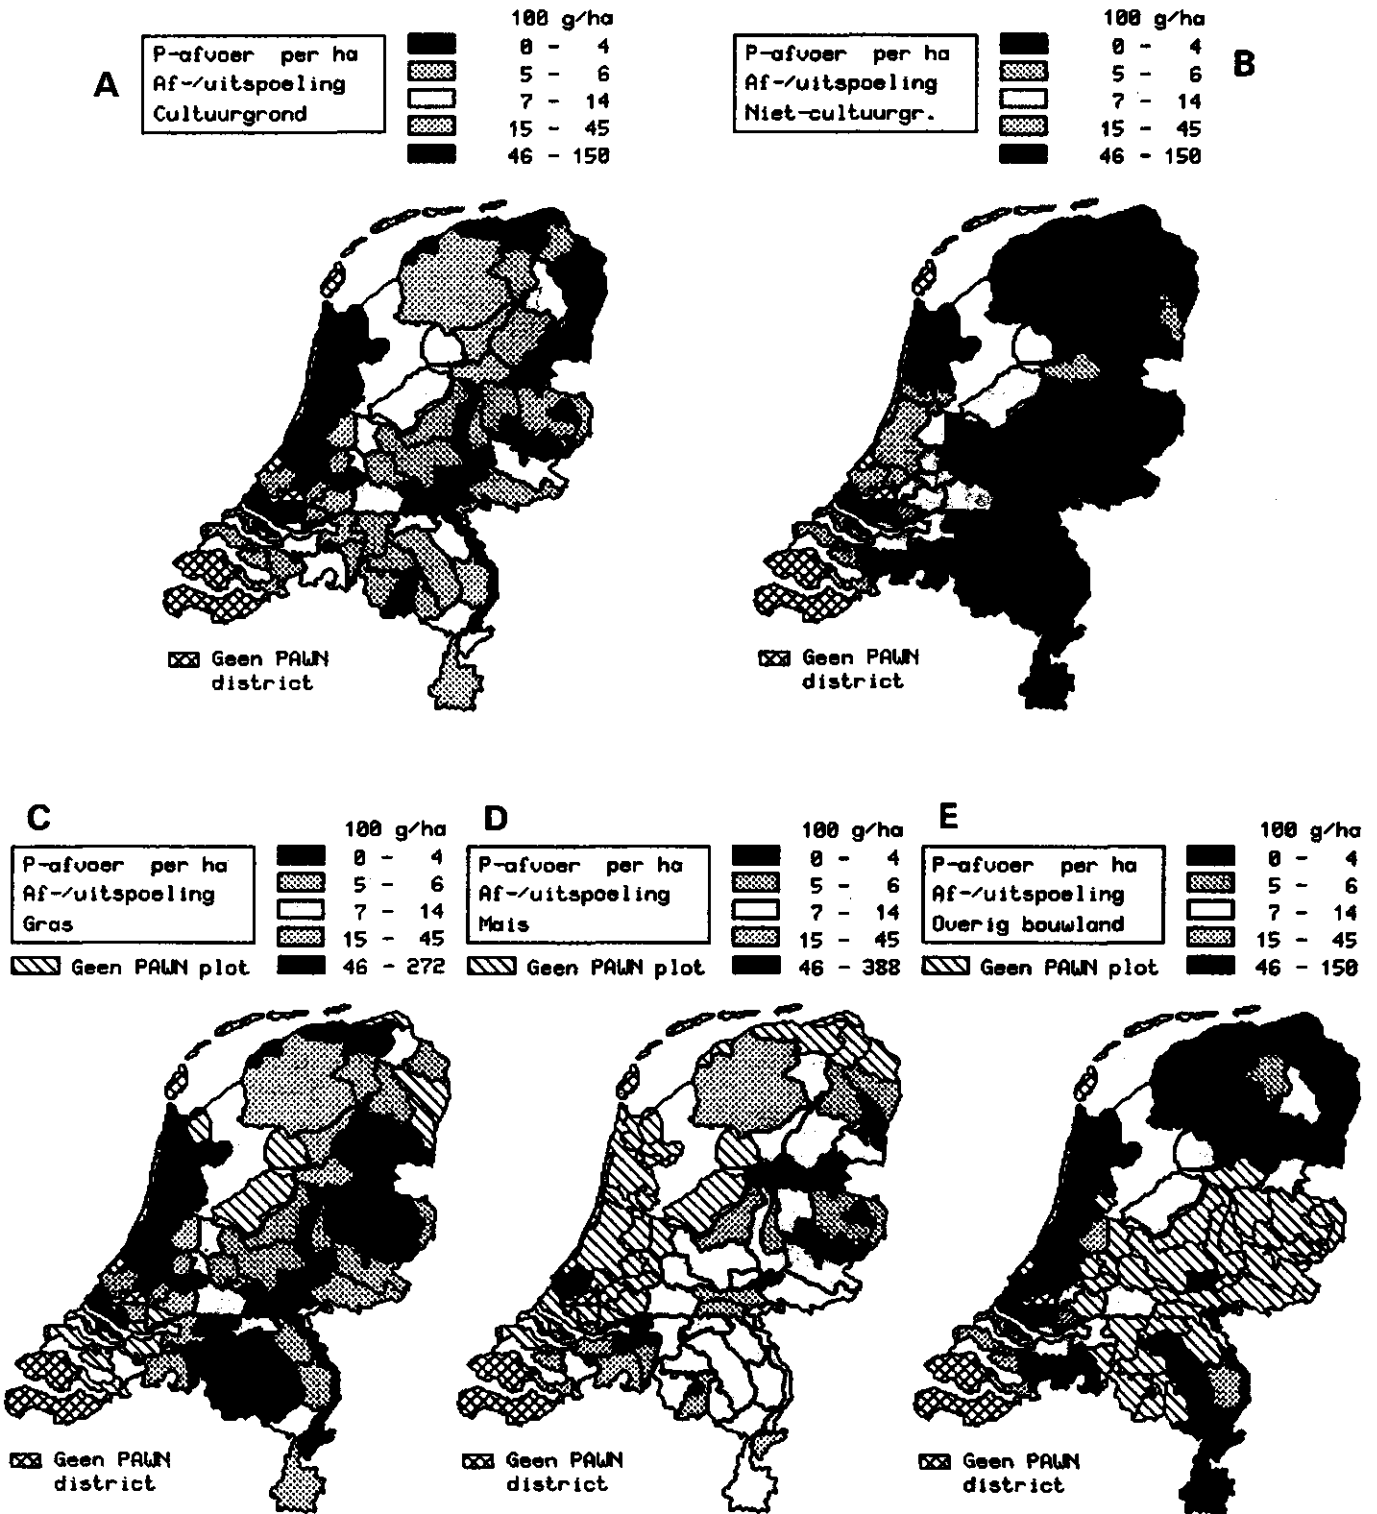 A
P-afvoer per ha
Af-/uitspoeling
Cultuurgrond
100 g/ha
0 - 4
5 - 6
7 - 14
15 - 45
46 - 150
Geen PAWN
district
B
P-afvoer per ha
Af-/uitspoeling
Niet-cultuurgr.
100 g/ha
0 - 4
5 - 6
7 - 14
15 - 45
46 - 150
Geen PAWN
district
C
P-afvoer per ha
Af-/uitspoeling
Gras
Geen PAWN plot
100 g/ha
0 - 4
5 - 6
7 - 14
15 - 45
46 - 272
Geen PAWN
district
D
P-afvoer per ha
Af-/uitspoeling
Mais
Geen PAWN plot
100 g/ha
0 - 4
5 - 6
7 - 14
15 - 45
46 - 388
Geen PAWN
district
E
P-afvoer per ha
Af-/uitspoeling
Overig bouwland
Geen PAWN plot
100 g/ha
0 - 4
5 - 6
7 - 14
15 - 45
46 - 150
Geen PAWN
district